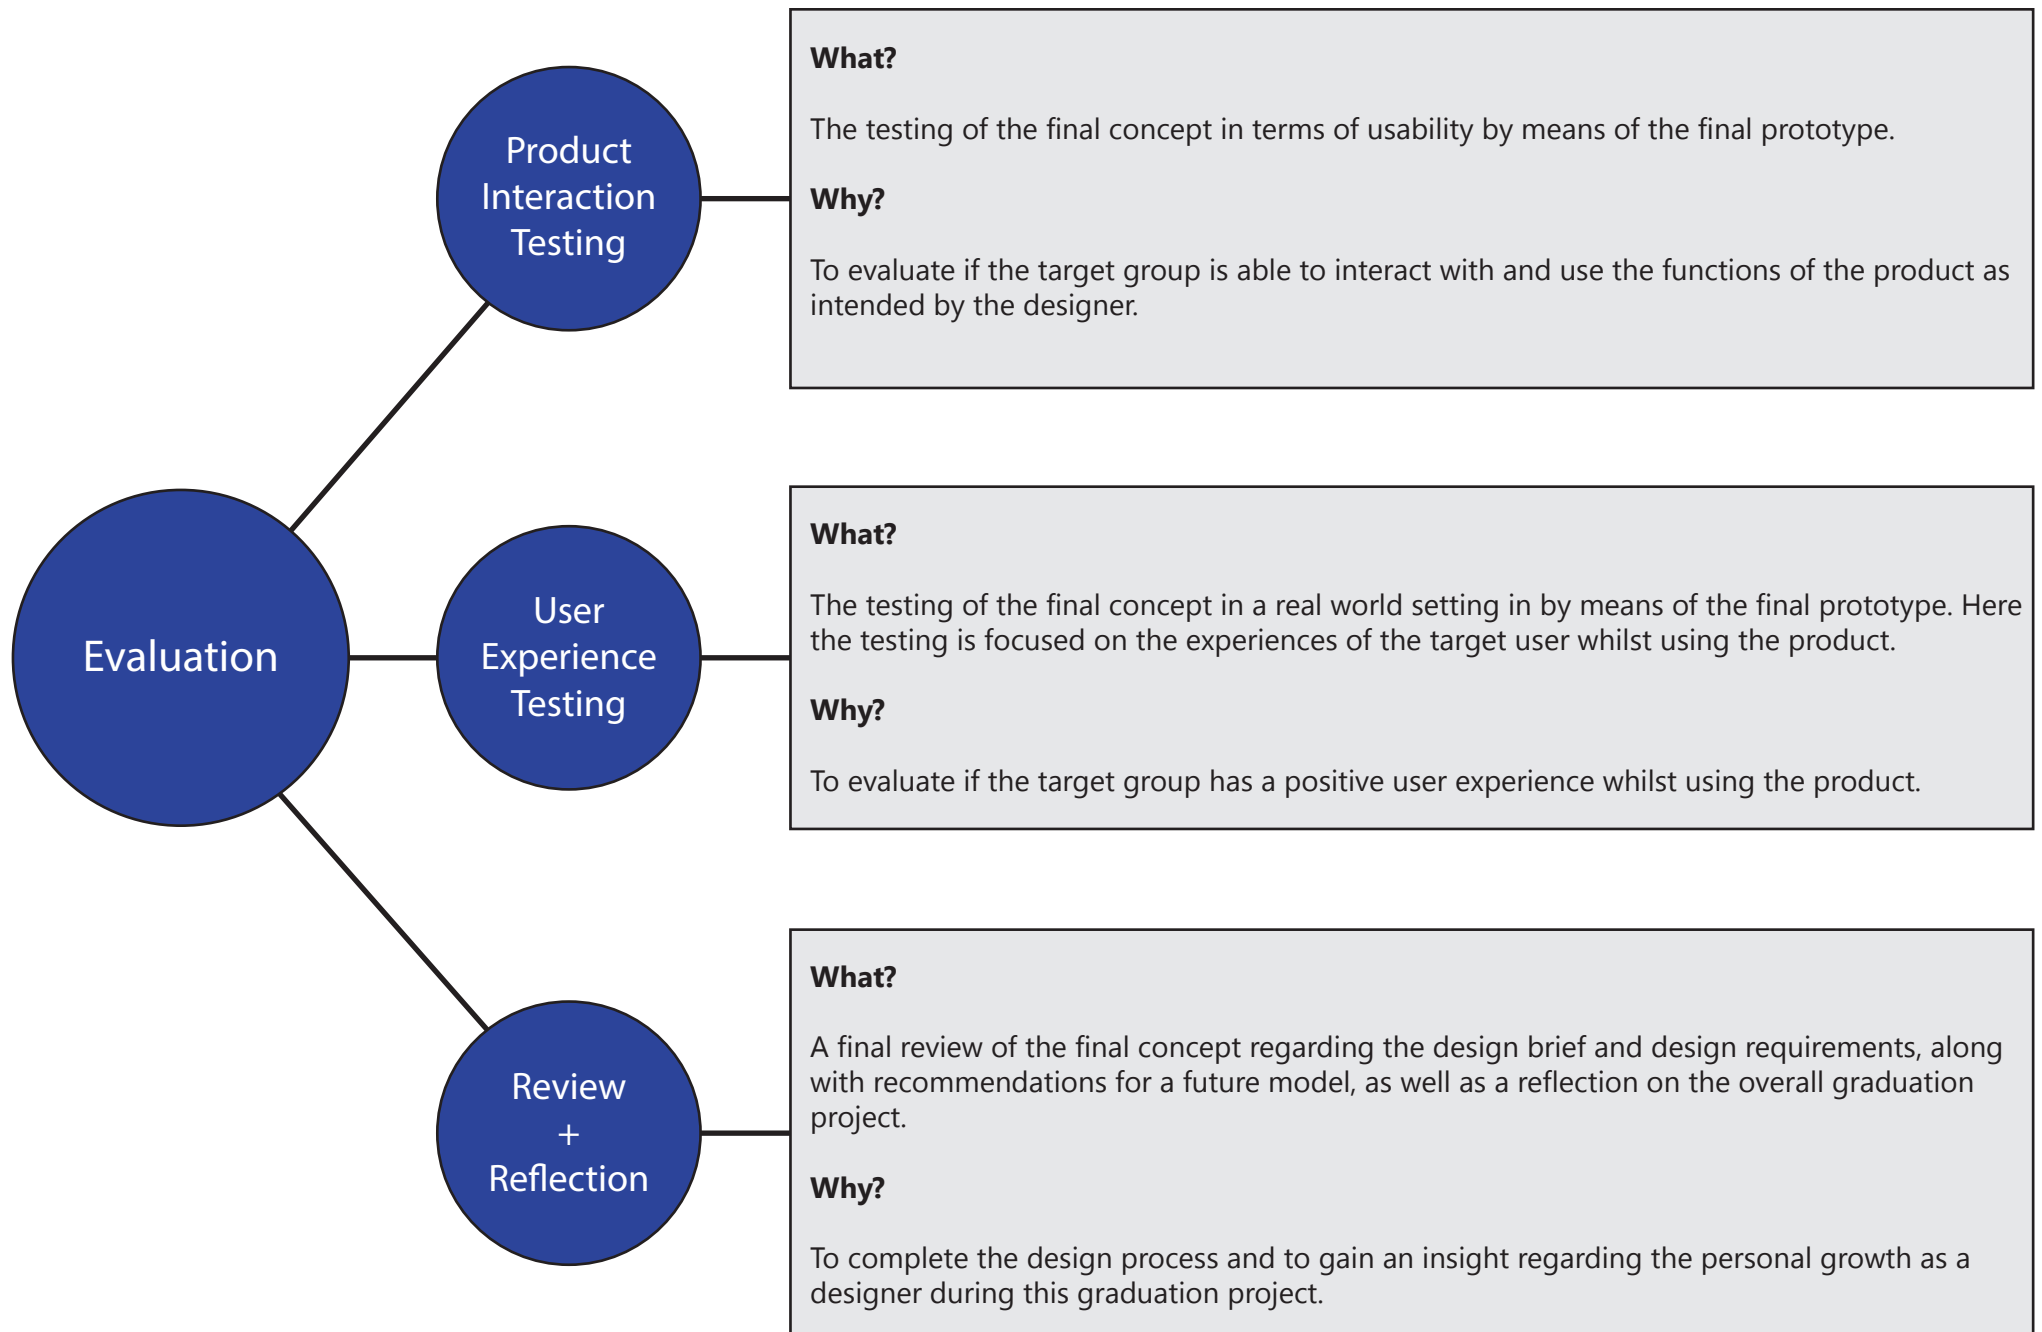 Evaluation
Product
Interaction
Testing
What?
The testing of the final concept in terms of usability by means of the final prototype.
Why?
To evaluate if the target group is able to interact with and use the functions of the product as
intended by the designer.
User
Experience
Testing
What?
The testing of the final concept in a real world setting in by means of the final prototype. Here
the testing is focused on the experiences of the target user whilst using the product.
Why?
To evaluate if the target group has a positive user experience whilst using the product.
Review
+
Reflection
What?
A final review of the final concept regarding the design brief and design requirements, along
with recommendations for a future model, as well as a reflection on the overall graduation
project.
Why?
To complete the design process and to gain an insight regarding the personal growth as a
designer during this graduation project.